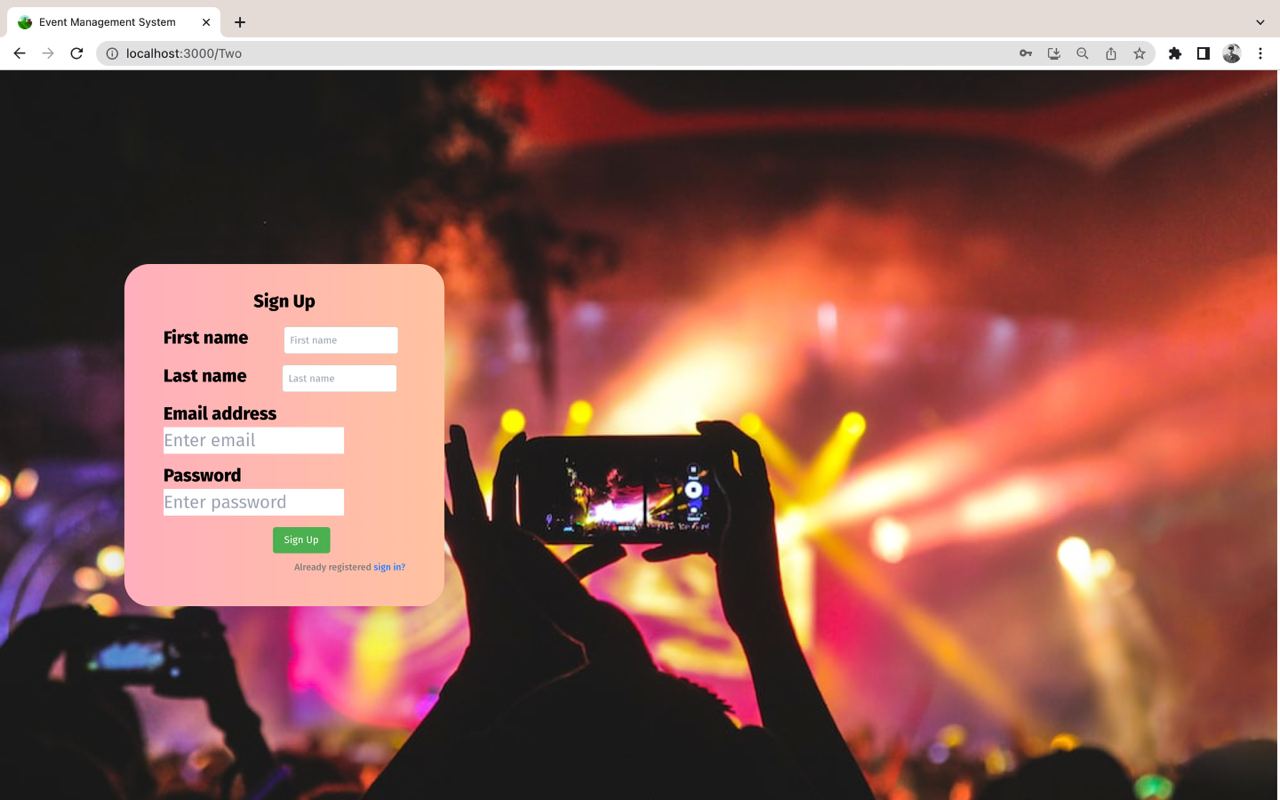 Event Management System
localhost:3000/Two
Sign Up
First name First name
Last name Last name
Email address
Enter email
Password
Enter password
Sign Up
Already registered sign in?